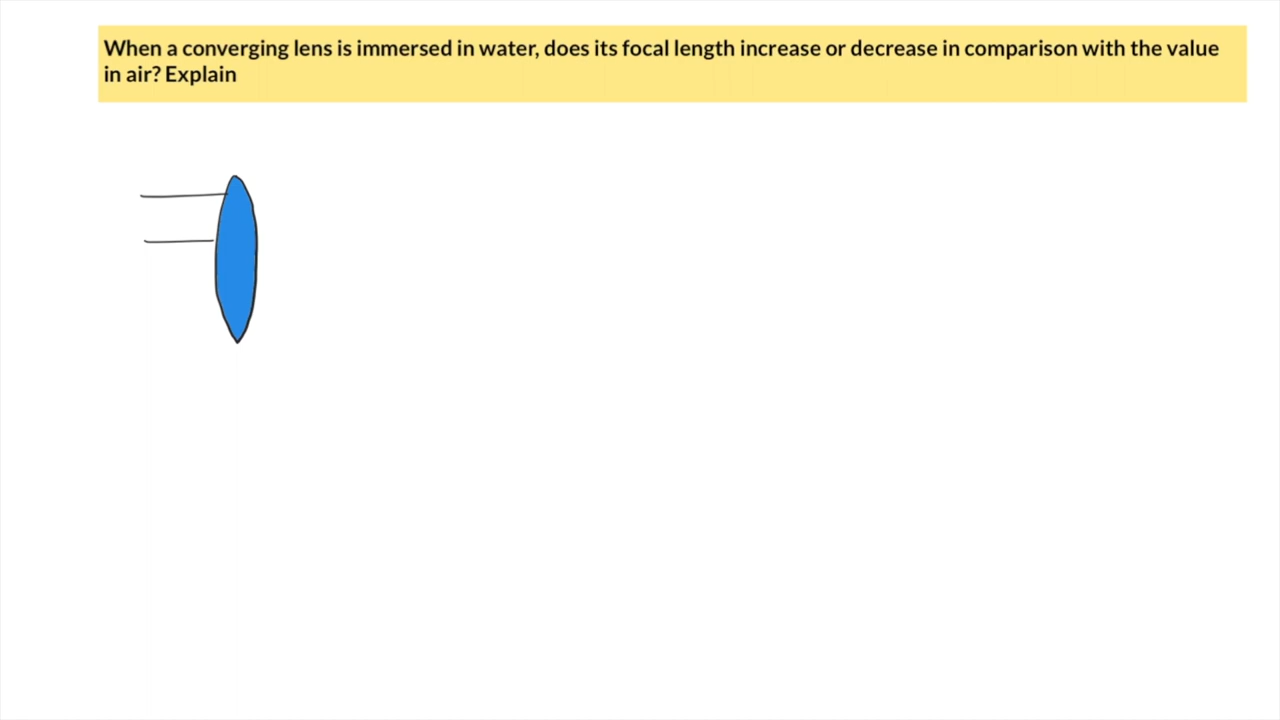 When a converging lens is immersed in water, does its focal length increase or decrease in comparison with the value
in air? Explain